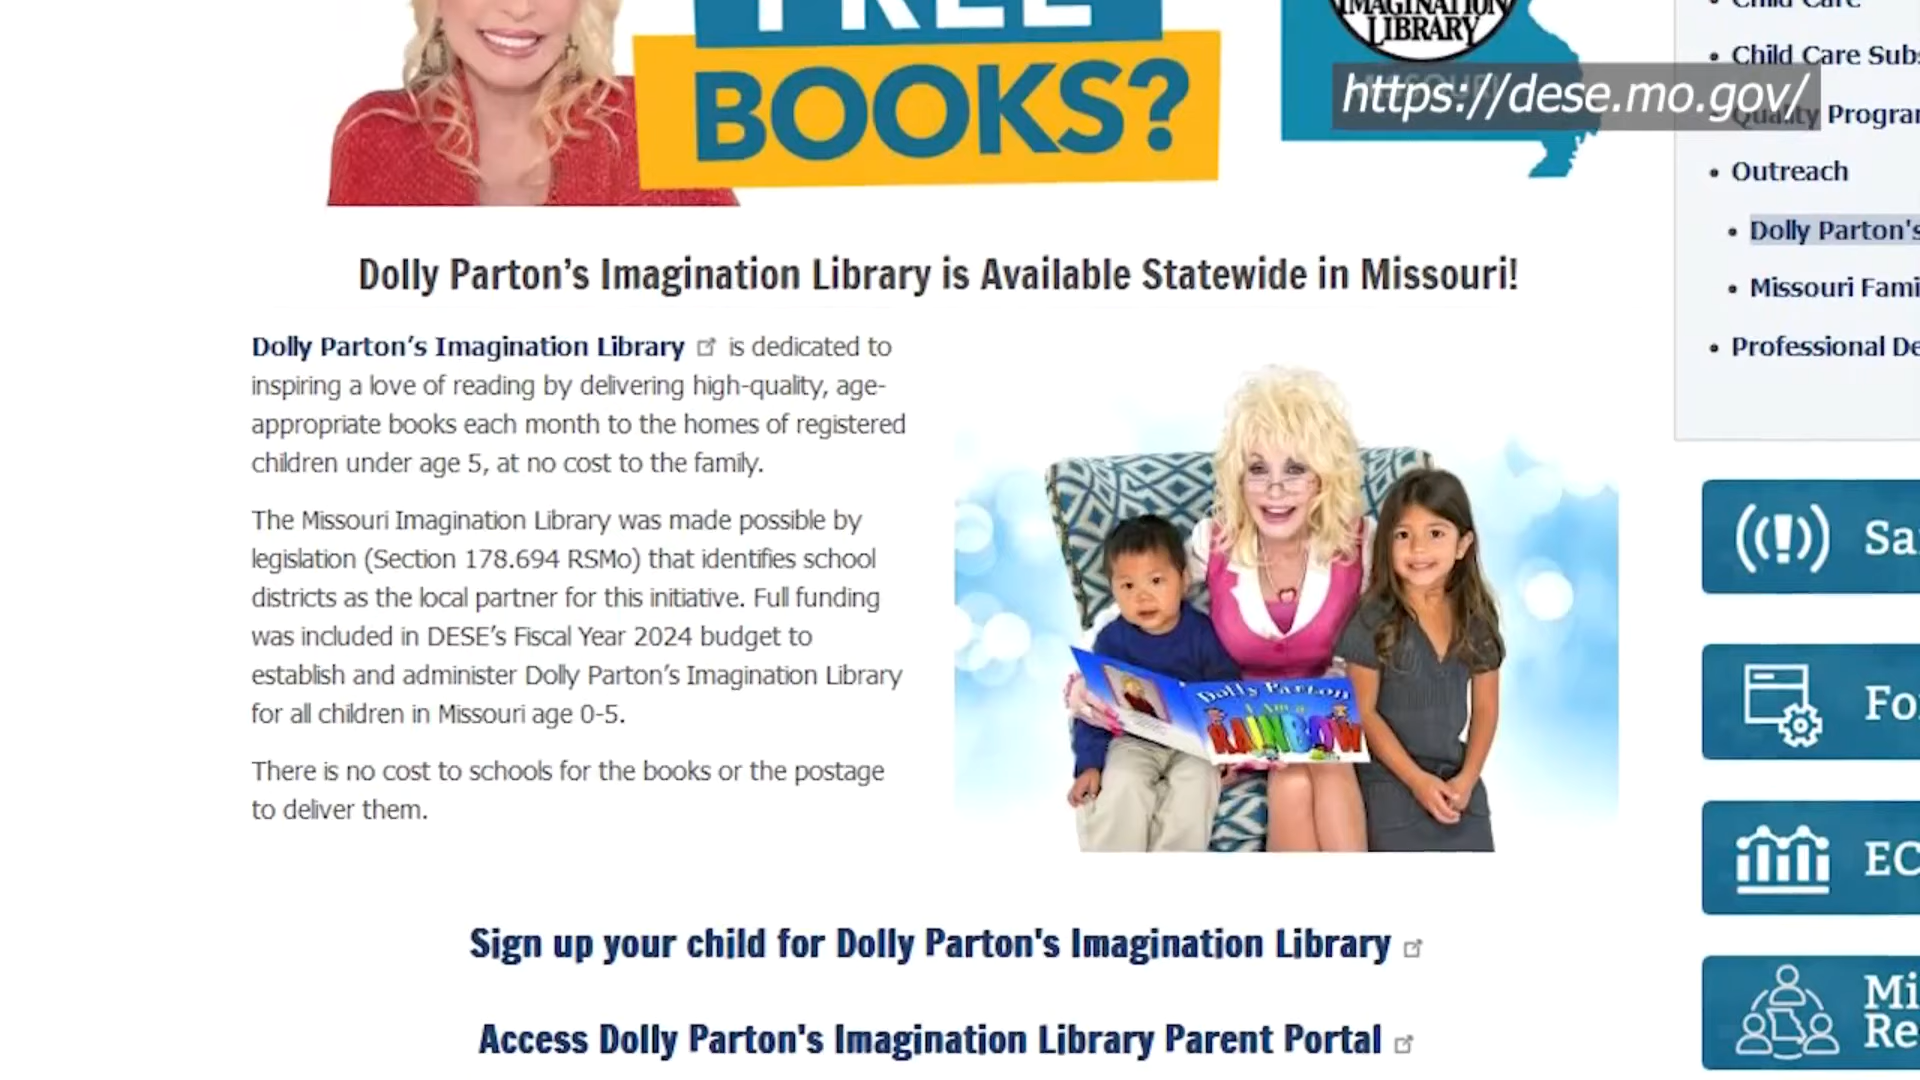 FREE
BOOKS?
IMAGINATION
LIBRARY
https://dese.mo.gov/
Child Care
Child Care Subs
Quality Program
Outreach
Dolly Parton's
Missouri Fami
Professional De
Dolly Parton’s Imagination Library is Available Statewide in Missouri!
Dolly Parton’s Imagination Library is dedicated to
inspiring a love of reading by delivering high-quality, age-
appropriate books each month to the homes of registered
children under age 5, at no cost to the family.
The Missouri Imagination Library was made possible by
legislation (Section 178.694 RSMo) that identifies school
districts as the local partner for this initiative. Full funding
was included in DESE’s Fiscal Year 2024 budget to
establish and administer Dolly Parton’s Imagination Library
for all children in Missouri age 0-5.
There is no cost to schools for the books or the postage
to deliver them.
Dolly Parton
I Am a
RAINBOW
Sign up your child for Dolly Parton's Imagination Library
Access Dolly Parton's Imagination Library Parent Portal
Sa
Fo
EC
Mi
Re